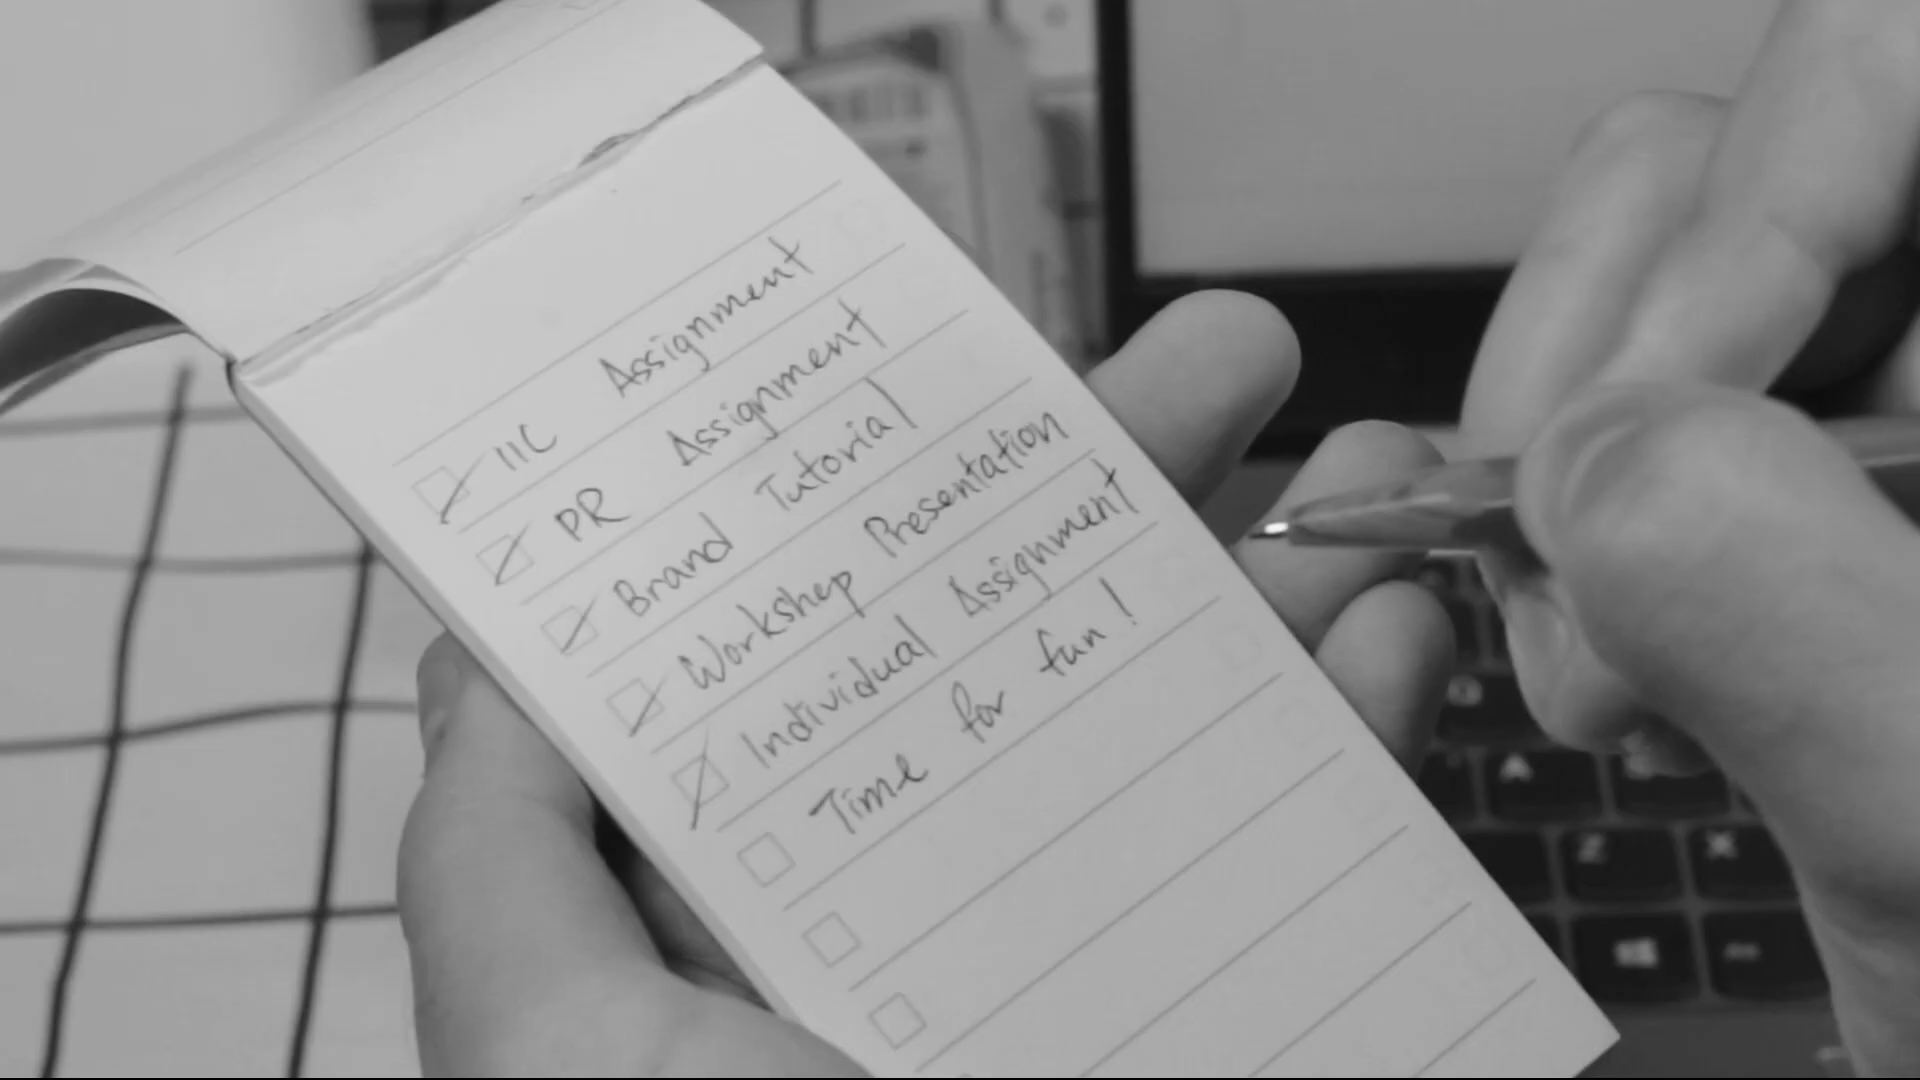 IIC Assignment
PR Assignment
Brand Tutorial
Workshop Presentation
Individual Assignment
Time for fun!
A
Z X